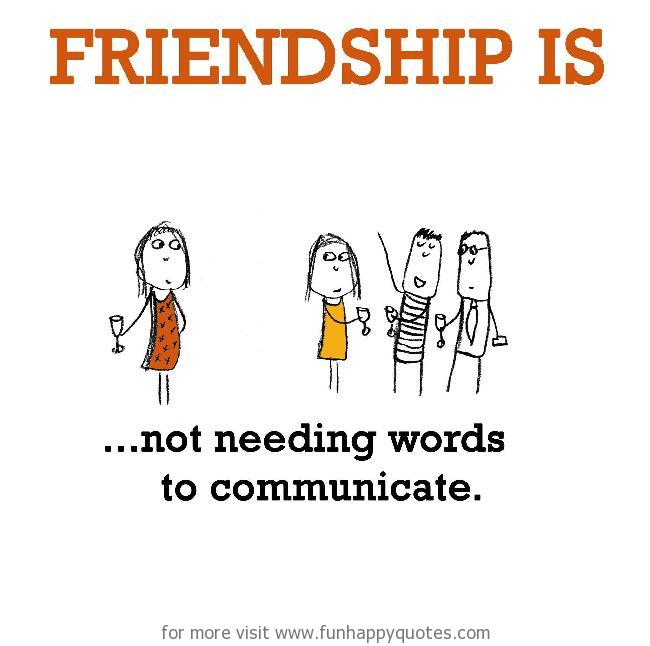 FRIENDSHIP IS
...not needing words
to communicate.
for more visit www.funhappyquotes.com